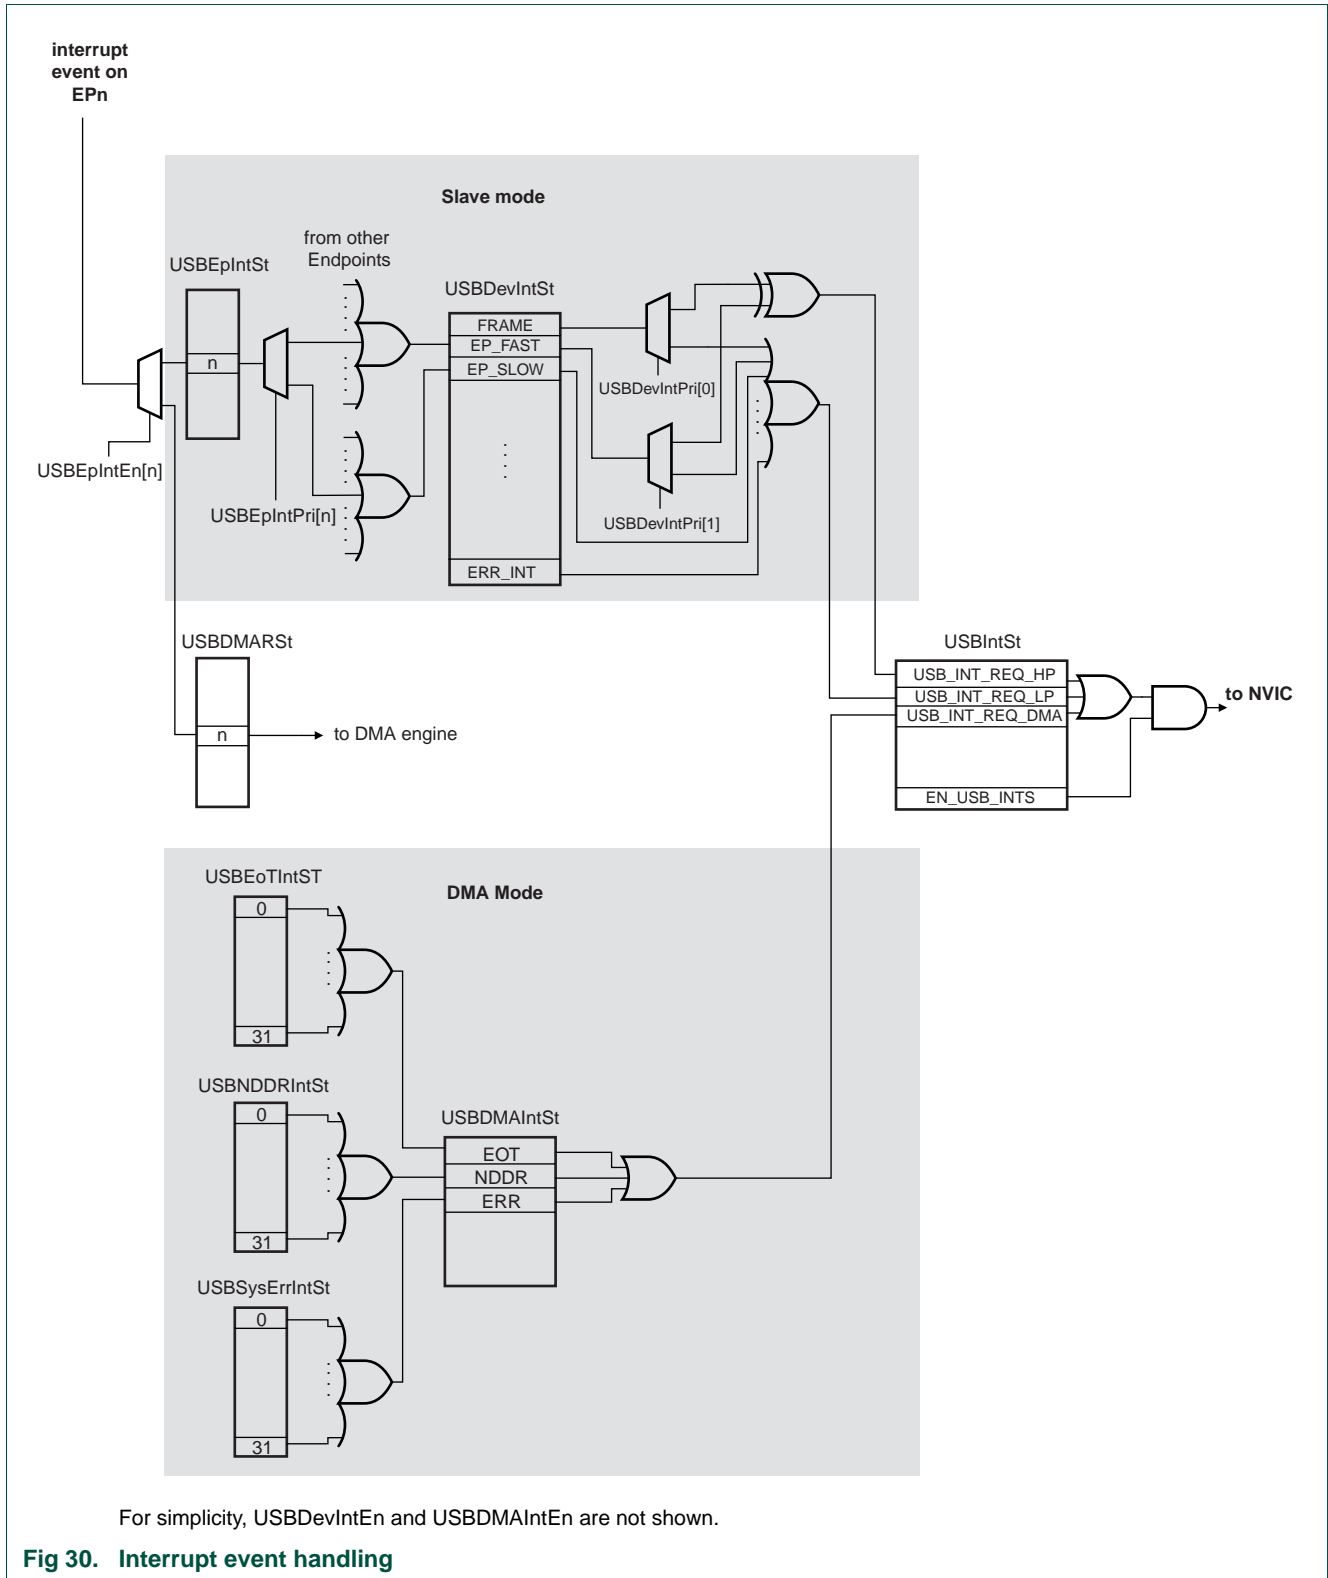 interrupt
event on
EPn
Slave mode
from other
Endpoints
USBEpIntSt
USBDevIntSt
FRAME
EP_FAST
EP_SLOW
n
USBDevIntPri[0]
USBEpIntEn[n]
USBEpIntPri[n]
USBDevIntPri[1]
ERR_INT
USBDMARSt
USBIntSt
USB_INT_REQ_HP
USB_INT_REQ_LP
USB_INT_REQ_DMA
to NVIC
n
to DMA engine
EN_USB_INTS
USBEoTIntST
DMA Mode
0
31
USBNDDRIntSt
0
USBDMAIntSt
EOT
NDDR
ERR
31
USBSysErrIntSt
0
31
For simplicity, USBDevIntEn and USBDMAIntEn are not shown.
Fig 30. Interrupt event handling